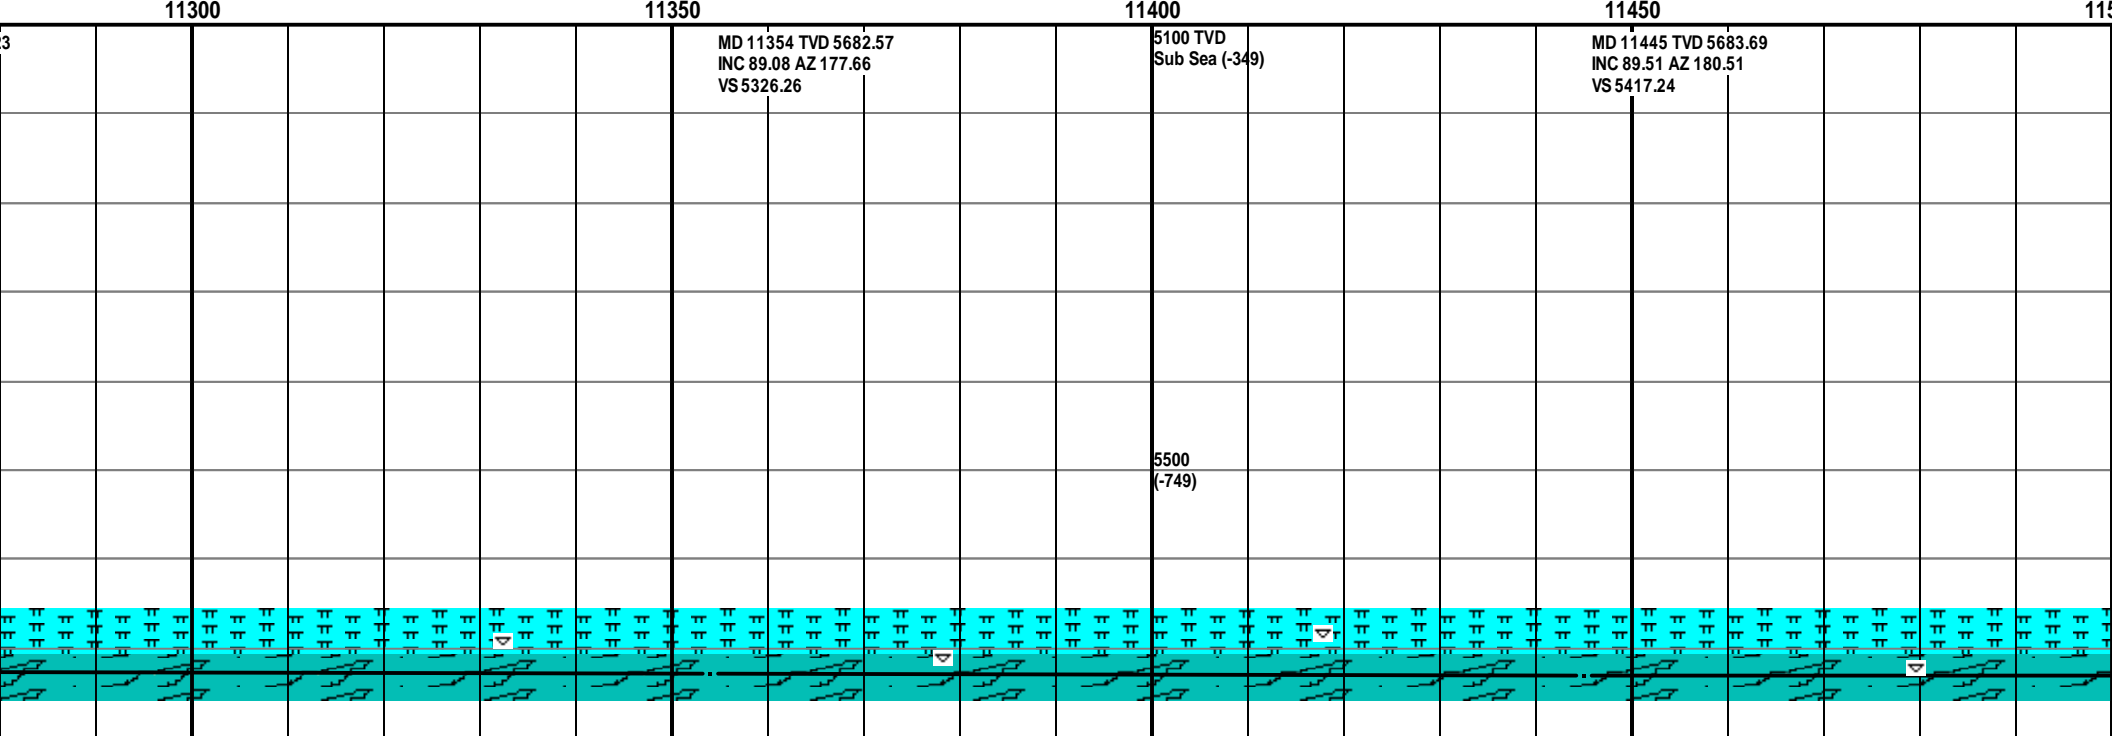 11300
11350
11400
11450
115
23
MD 11354 TVD 5682.57
INC 89.08 AZ 177.66
VS 5326.26
5100 TVD
Sub Sea (-349)
MD 11445 TVD 5683.69
INC 89.51 AZ 180.51
VS 5417.24
5500
(-749)